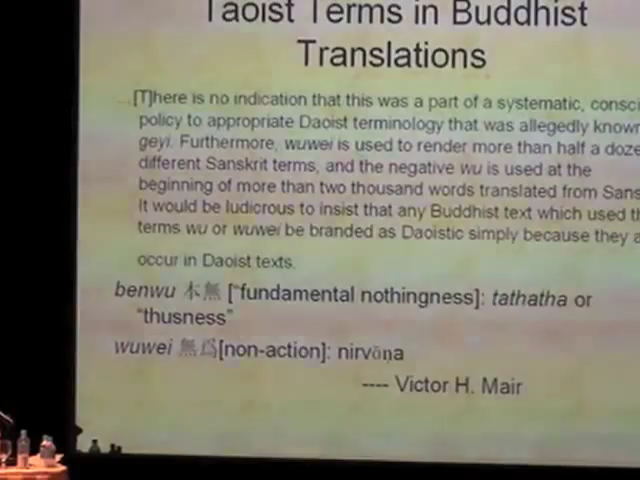 Taoist Terms in Buddhist
Translations
...[T]here is no indication that this was a part of a systematic, consci
policy to appropriate Daoist terminology that was allegedly known
geyi. Furthermore, wuwei is used to render more than half a doze
different Sanskrit terms, and the negative wu is used at the
beginning of more than two thousand words translated from Sans
It would be ludicrous to insist that any Buddhist text which used th
terms wu or wuwei be branded as Daoistic simply because they a
occur in Daoist texts.
benwu 本無 ["fundamental nothingness]: tathatha or
"thusness"
wuwei 無爲[non-action]: nirvōṇa
---- Victor H. Mair